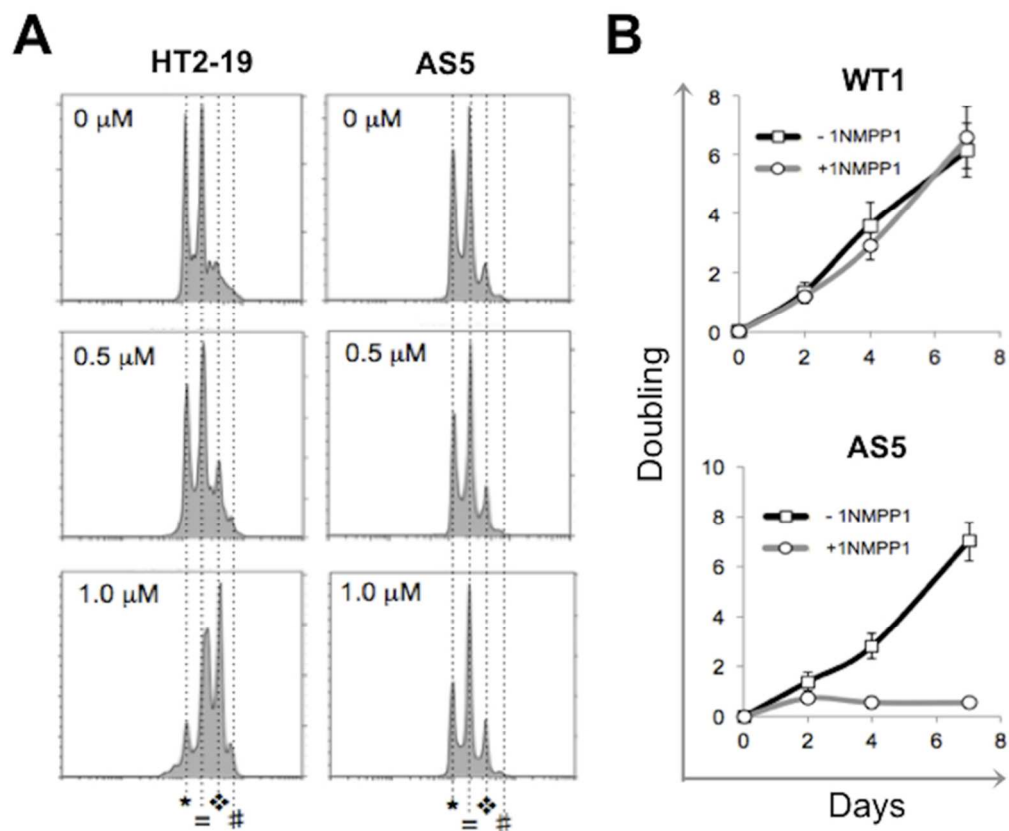 A
HT2-19
AS5
0 µM
0 µM
0.5 µM
0.5 µM
1.0 µM
1.0 µM
★ = ❖ #
★ = ❖ #
B
WT1
8
6
4
2
0
- 1NMPP1
+1NMPP1
0 2 4 6 8
AS5
10
8
6
4
2
0
- 1NMPP1
+1NMPP1
0 2 4 6 8
Doubling
Days